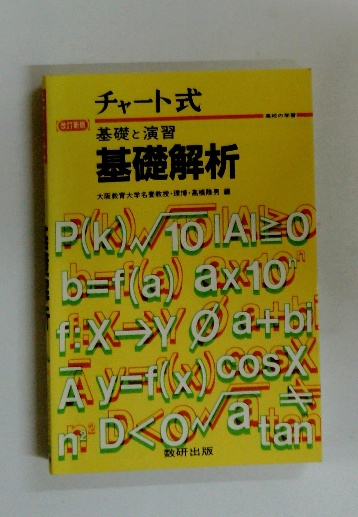 チャート式
改訂新版
高校の学習
基礎と演習
基礎解析
大阪教育大学名誉教授・理博・高橋陸男 編
P(k) √10 |A|≧0
b=f(a) ax10ⁿ
f:X→Y Ø a+bi
Ā y=f(x) cosX
n² D<0 √a tan ≠
数研出版